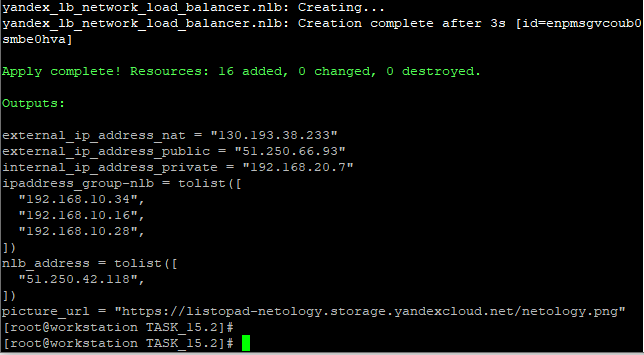 yandex_lb_network_load_balancer.nlb: Creating...
yandex_lb_network_load_balancer.nlb: Creation complete after 3s [id=enpmsgvcoub0
smbe0hva]
Apply complete! Resources: 16 added, 0 changed, 0 destroyed.
Outputs:
external_ip_address_nat = "130.193.38.233"
external_ip_address_public = "51.250.66.93"
internal_ip_address_private = "192.168.20.7"
ipaddress_group-nlb = tolist([
  "192.168.10.34",
  "192.168.10.16",
  "192.168.10.28",
])
nlb_address = tolist([
  "51.250.42.118",
])
picture_url = "https://listopad-netology.storage.yandexcloud.net/netology.png"
[root@workstation TASK_15.2]#
[root@workstation TASK_15.2]#